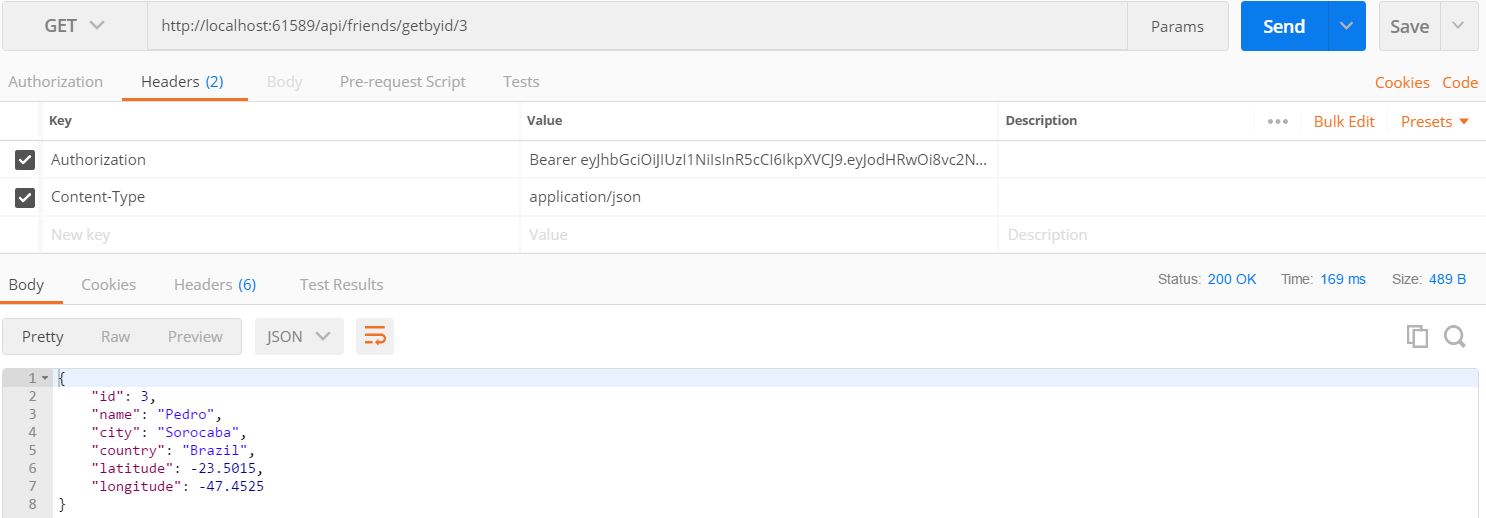 GET http://localhost:61589/api/friends/getbyid/3 Params Send Save
Authorization Headers (2) Body Pre-request Script Tests Cookies Code
Key Value Description Bulk Edit Presets
Authorization Bearer eyJhbGciOiJIUzI1NiIsInR5cCI6IkpXVCJ9.eyJodHRwOi8vc2N...
Content-Type application/json
New key Value Description
Body Cookies Headers (6) Test Results Status: 200 OK Time: 169 ms Size: 489 B
Pretty Raw Preview JSON
1 {
2 "id": 3,
3 "name": "Pedro",
4 "city": "Sorocaba",
5 "country": "Brazil",
6 "latitude": -23.5015,
7 "longitude": -47.4525
8 }